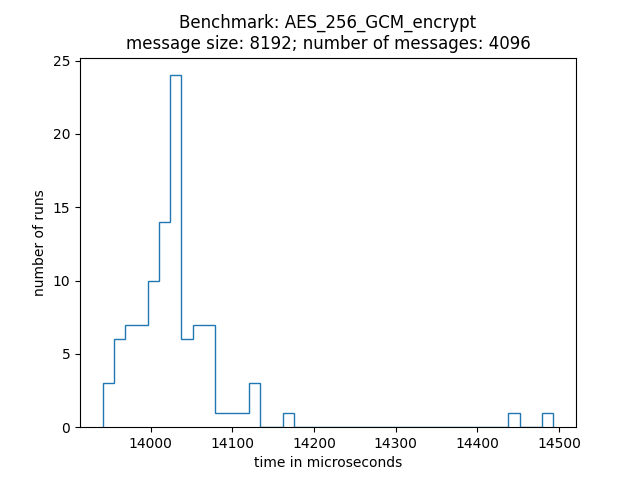 Benchmark: AES_256_GCM_encrypt
message size: 8192; number of messages: 4096
25
20
15
10
5
0
number of runs
14000 14100 14200 14300 14400 14500
time in microseconds